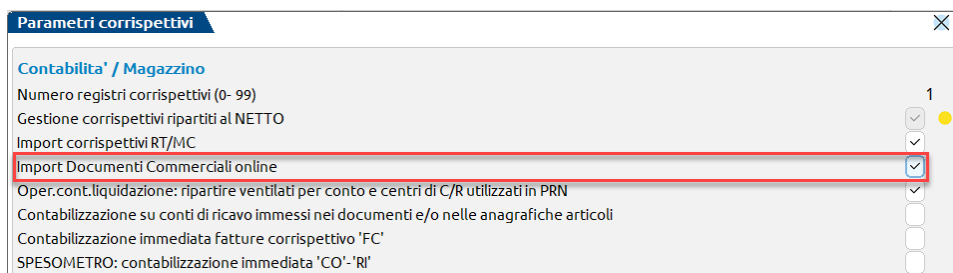 Parametri corrispettivi
Contabilita' / Magazzino
Numero registri corrispettivi (0- 99) 1
Gestione corrispettivi ripartiti al NETTO
Import corrispettivi RT/MC
Import Documenti Commerciali online
Oper.cont.liquidazione: ripartire ventilati per conto e centri di C/R utilizzati in PRN
Contabilizzazione su conti di ricavo immessi nei documenti e/o nelle anagrafiche articoli
Contabilizzazione immediata fatture corrispettivo 'FC'
SPESOMETRO: contabilizzazione immediata 'CO'-'RI'